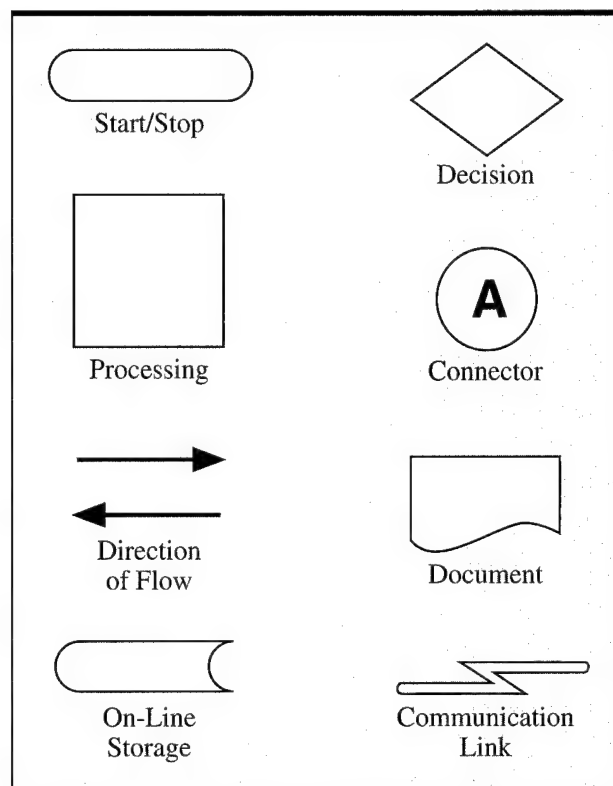 Start/Stop
Decision
Processing
A
Connector
Direction
of Flow
Document
On-Line
Storage
Communication
Link